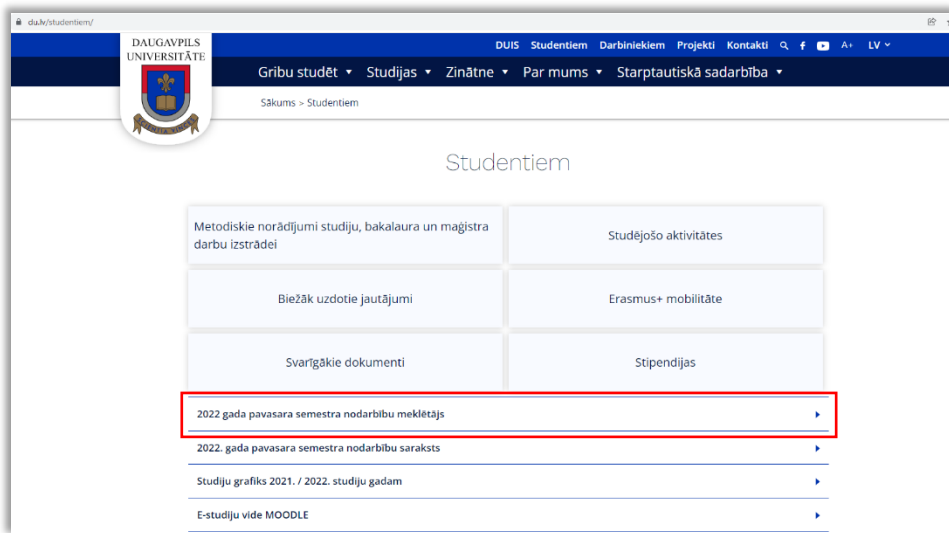 du.lv/studentiem/
DAUGAVPILS
UNIVERSITĀTE
SCIENTIA VINCES
DUIS Studentiem Darbiniekiem Projekti Kontakti A+ LV
Gribu studēt Studijas Zinātne Par mums Starptautiskā sadarbība
Sākums > Studentiem
Studentiem
Metodiskie norādījumi studiju, bakalaura un maģistra
darbu izstrādei
Studējošo aktivitātes
Biežāk uzdotie jautājumi
Erasmus+ mobilitāte
Svarīgākie dokumenti
Stipendijas
2022 gada pavasara semestra nodarbību meklētājs
2022. gada pavasara semestra nodarbību saraksts
Studiju grafiks 2021. / 2022. studiju gadam
E-studiju vide MOODLE